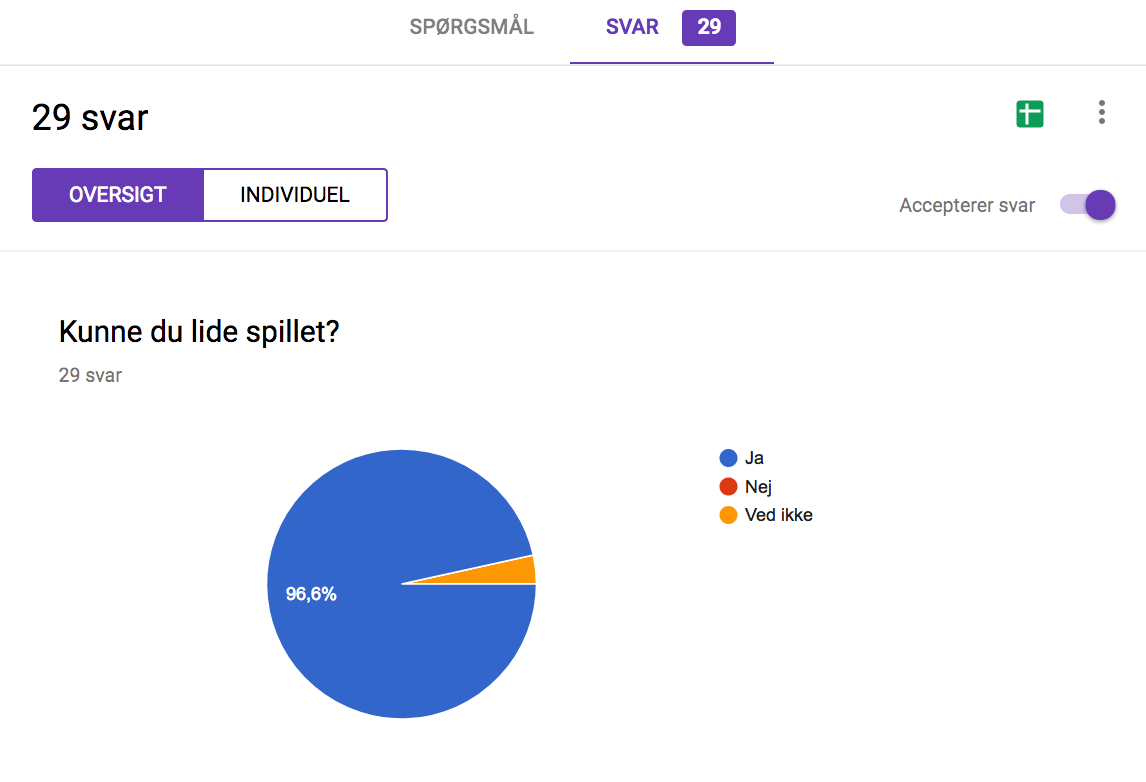 SPØRGSMÅL SVAR 29
29 svar
OVERSIGT INDIVIDUEL
Accepterer svar
Kunne du lide spillet?
29 svar
Ja
Nej
Ved ikke
96,6%